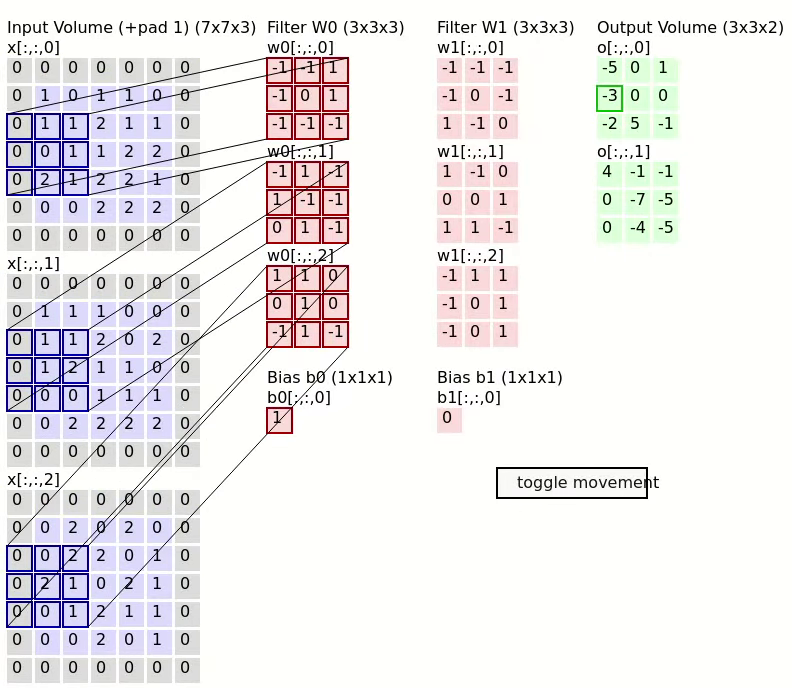 Input Volume (+pad 1) (7x7x3)
x[:,:,0]
0 0 0 0 0 0 0
0 1 0 1 1 0 0
0 1 1 2 1 1 0
0 0 1 1 2 2 0
0 2 1 2 2 1 0
0 0 0 2 2 2 0
0 0 0 0 0 0 0
x[:,:,1]
0 0 0 0 0 0 0
0 1 1 1 0 0 0
0 1 1 2 0 2 0
0 1 2 1 1 0 0
0 0 0 1 1 1 0
0 0 2 2 2 2 0
0 0 0 0 0 0 0
x[:,:,2]
0 0 0 0 0 0 0
0 0 2 0 2 0 0
0 0 2 2 0 1 0
0 2 1 0 2 1 0
0 0 1 2 1 1 0
0 0 0 2 0 1 0
0 0 0 0 0 0 0
Filter W0 (3x3x3)
w0[:,:,0]
-1 -1 1
-1 0 1
-1 -1 -1
w0[:,:,1]
-1 1 -1
1 -1 -1
0 1 -1
w0[:,:,2]
1 1 0
0 1 0
-1 1 -1
Bias b0 (1x1x1)
b0[:,:,0]
1
Filter W1 (3x3x3)
w1[:,:,0]
-1 -1 -1
-1 0 -1
1 -1 0
w1[:,:,1]
1 -1 0
0 0 1
1 1 -1
w1[:,:,2]
-1 1 1
-1 0 1
-1 0 1
Bias b1 (1x1x1)
b1[:,:,0]
0
Output Volume (3x3x2)
o[:,:,0]
-5 0 1
-3 0 0
-2 5 -1
o[:,:,1]
4 -1 -1
0 -7 -5
0 -4 -5
toggle movement